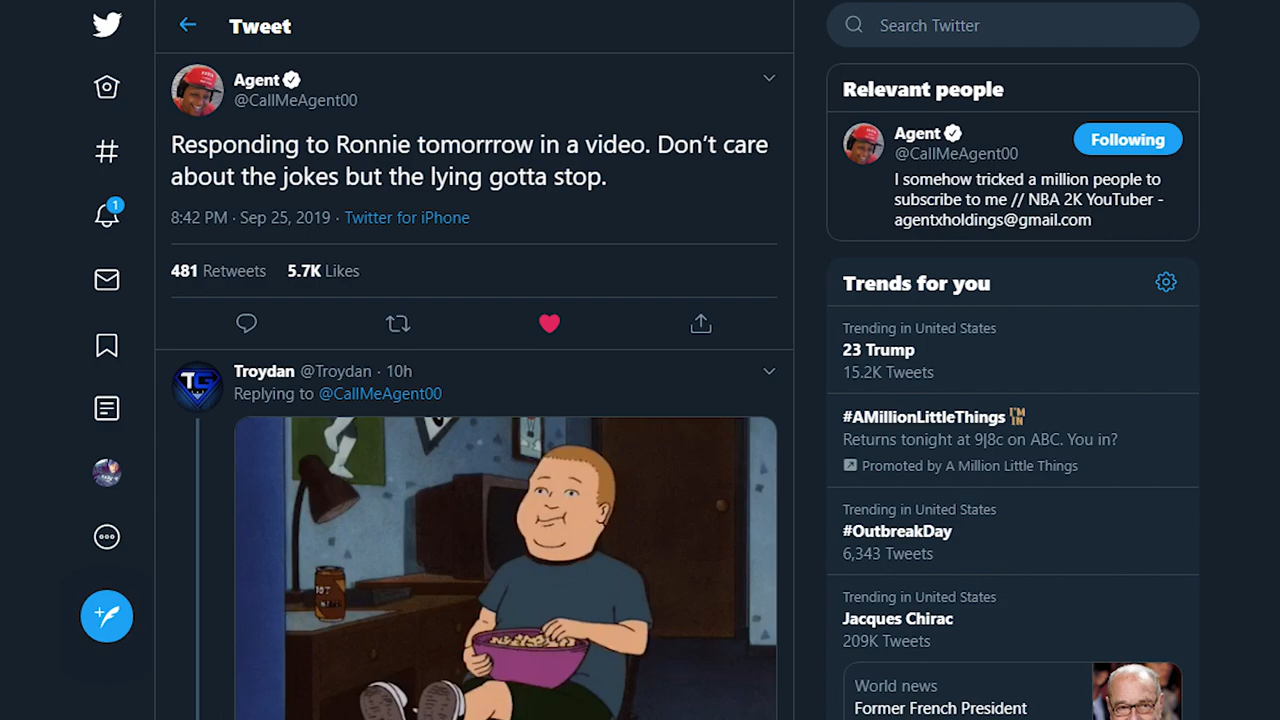 Tweet
Agent
@CallMeAgent00
Responding to Ronnie tomorrrow in a video. Don’t care
about the jokes but the lying gotta stop.
8:42 PM · Sep 25, 2019 · Twitter for iPhone
481 Retweets 5.7K Likes
Troydan @Troydan · 10h
Replying to @CallMeAgent00
TG
1
Search Twitter
Relevant people
Agent
@CallMeAgent00
Following
I somehow tricked a million people to
subscribe to me // NBA 2K YouTuber -
agentxholdings@gmail.com
Trends for you
Trending in United States
23 Trump
15.2K Tweets
#AMillionLittleThings I'M IN
Returns tonight at 9|8c on ABC. You in?
Promoted by A Million Little Things
Trending in United States
#OutbreakDay
6,343 Tweets
Trending in United States
Jacques Chirac
209K Tweets
World news
Former French President